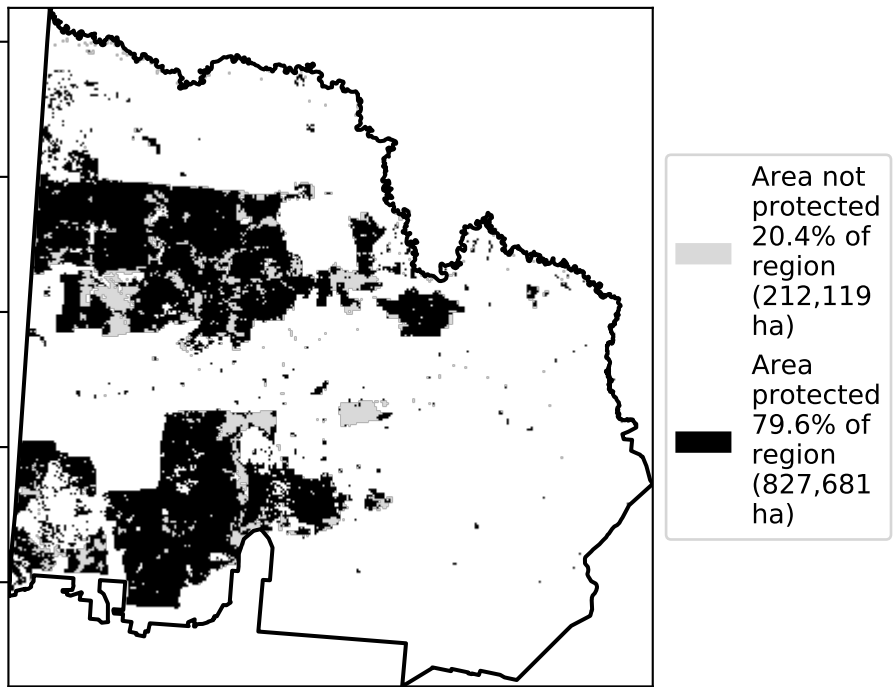 Area not
protected
20.4% of
region
(212,119
ha)
Area
protected
79.6% of
region
(827,681
ha)